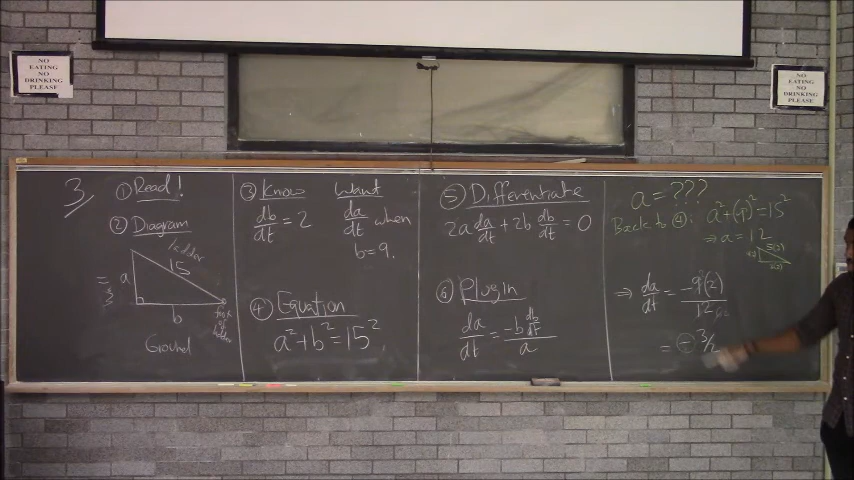 NO
EATING
NO
DRINKING
PLEASE
NO
EATING
NO
DRINKING
PLEASE
3
① Read!
② Diagram
ladder
15
a
b
foot of ladder
Ground
③ Know
db/dt = 2
Want
da/dt when
b=9.
④ Equation
a²+b²=15²
⑤ Differentiate
2a da/dt + 2b db/dt = 0
⑥ Plug in
da/dt = -b db/dt / a
a = ???
Back to ④: a²+(9)²=15²
⇒ a = 12
⇒ da/dt = -9(2) / 12
= - 3/2